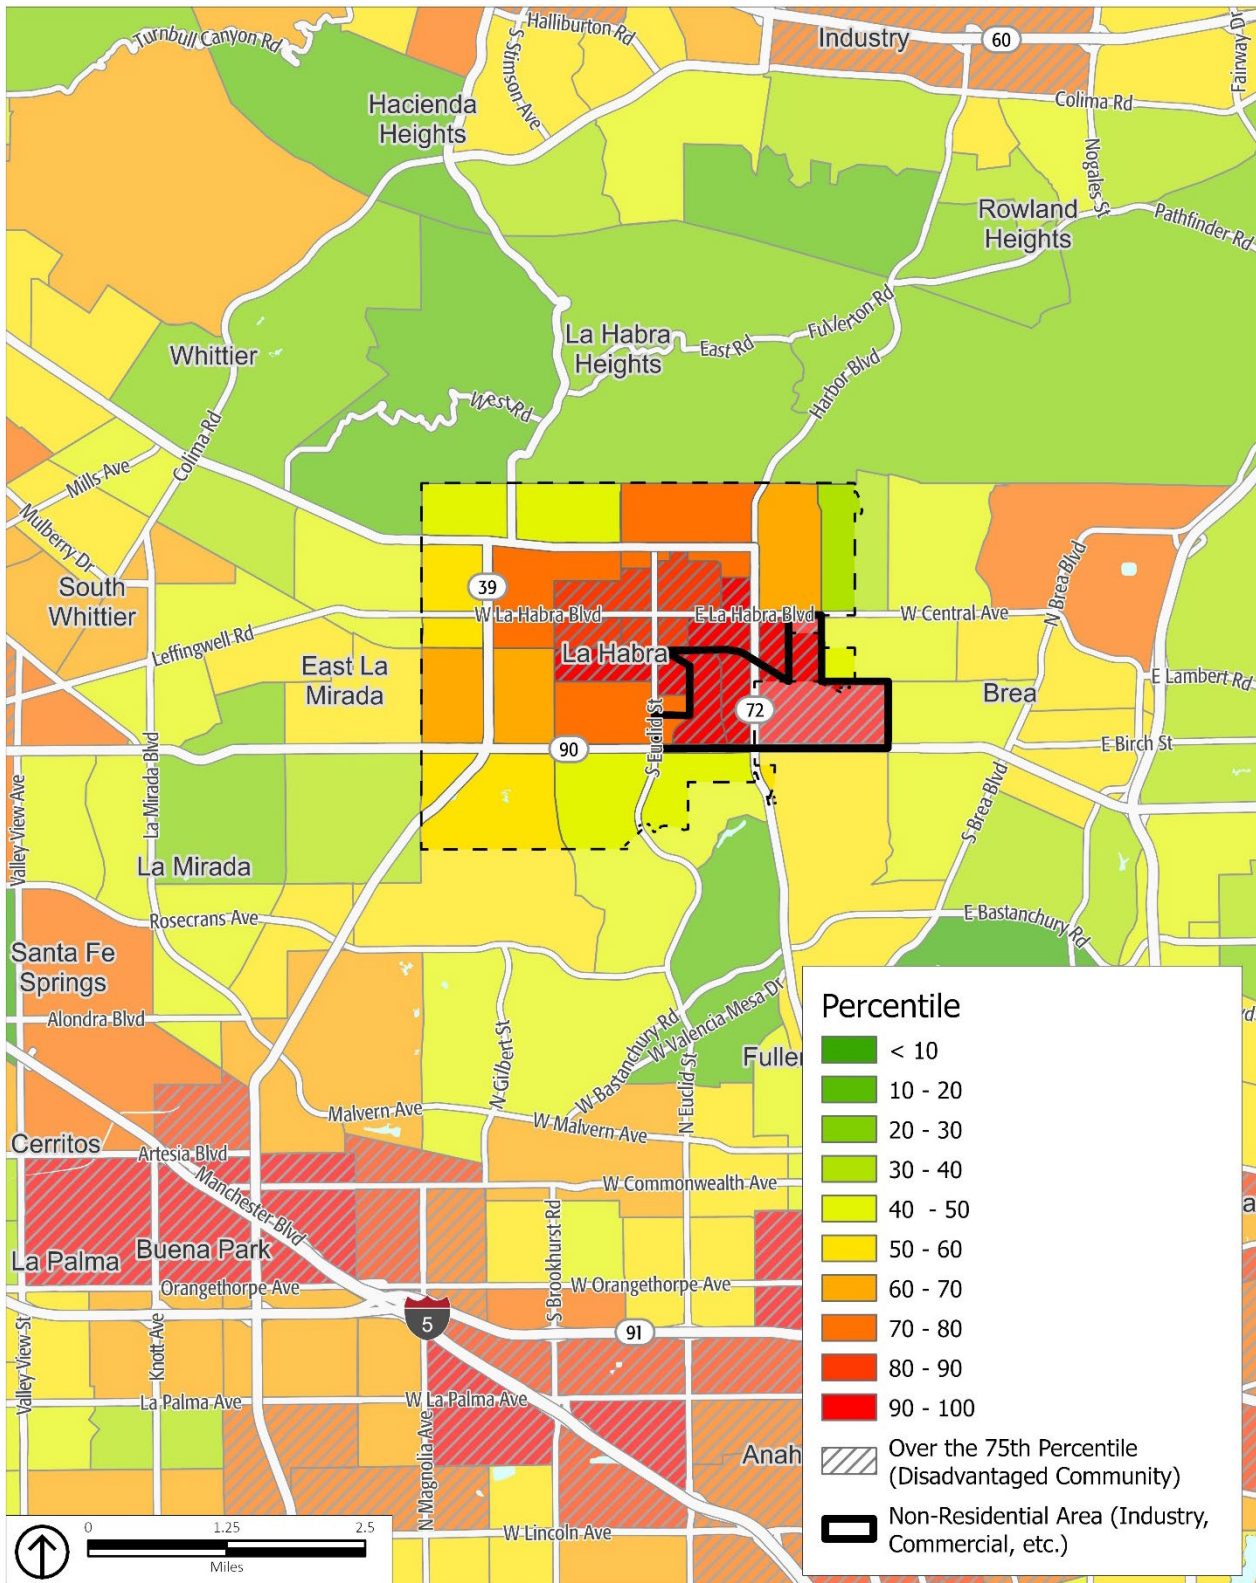 Turnbull Canyon Rd
Halliburton Rd
S Stimson Ave
Industry
60
Fairway Dr
Colima Rd
Hacienda
Heights
Nogales St
Rowland
Heights
Pathfinder Rd
Whittier
La Habra
Heights
East Rd
Fullerton Rd
Harbor Blvd
West Rd
Colima Rd
Mills Ave
Mulberry Dr
South
Whittier
39
W La Habra Blvd
E La Habra Blvd
W Central Ave
N Brea Blvd
Leffingwell Rd
East La
Mirada
La Habra
Brea
E Lambert Rd
72
90
S Euclid St
E Birch St
La Mirada Blvd
Valley View Ave
S Brea Blvd
La Mirada
Rosecrans Ave
E Bastanchury Rd
Santa Fe
Springs
Alondra Blvd
N Gilbert St
W Bastanchury Rd
W Valencia Mesa Dr
N Euclid St
Fuller
Malvern Ave
W Malvern Ave
Cerritos
Artesia Blvd
Manchester Blvd
W Commonwealth Ave
La Palma
Buena Park
Orangethorpe Ave
S Brookhurst Rd
W Orangethorpe Ave
5
91
Valley View St
Knott Ave
La Palma Ave
W La Palma Ave
N Magnolia Ave
Anah
W Lincoln Ave
0 1.25 2.5
Miles
Percentile
< 10
10 - 20
20 - 30
30 - 40
40 - 50
50 - 60
60 - 70
70 - 80
80 - 90
90 - 100
Over the 75th Percentile
(Disadvantaged Community)
Non-Residential Area (Industry,
Commercial, etc.)